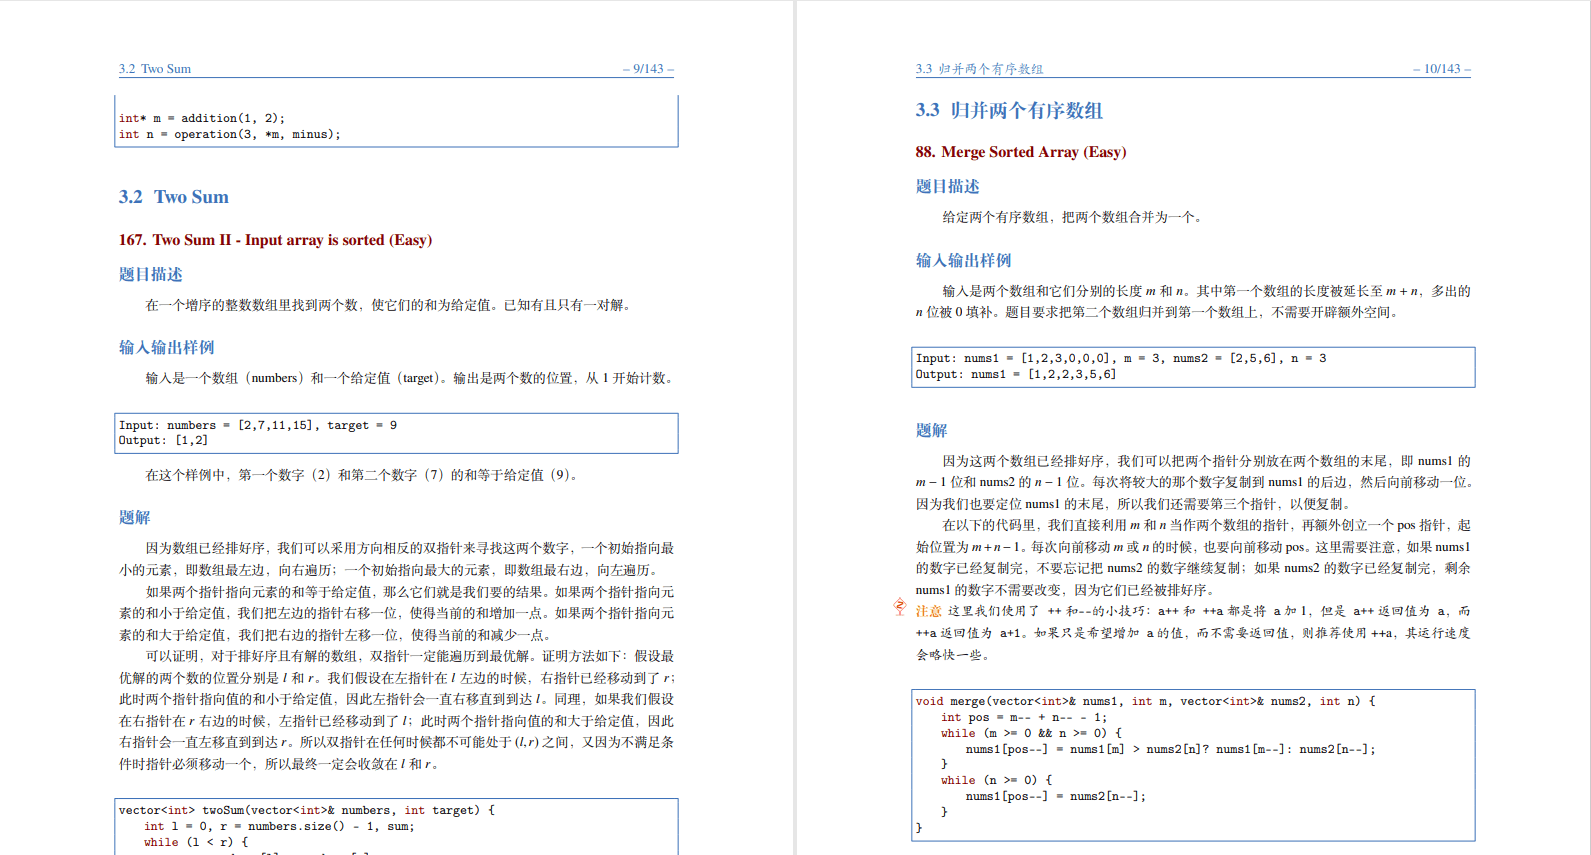 3.2 Two Sum – 9/143 –
int* m = addition(1, 2);
int n = operation(3, *m, minus);
3.2 Two Sum
167. Two Sum II - Input array is sorted (Easy)
题目描述
在一个增序的整数数组里找到两个数，使它们的和为给定值。已知有且只有一对解。
输入输出样例
输入是一个数组（numbers）和一个给定值（target）。输出是两个数的位置，从 1 开始计数。
Input: numbers = [2,7,11,15], target = 9
Output: [1,2]
在这个样例中，第一个数字（2）和第二个数字（7）的和等于给定值（9）。
题解
因为数组已经排好序，我们可以采用方向相反的双指针来寻找这两个数字，一个初始指向最
小的元素，即数组最左边，向右遍历；一个初始指向最大的元素，即数组最右边，向左遍历。
如果两个指针指向元素的和等于给定值，那么它们就是我们要的结果。如果两个指针指向元
素的和小于给定值，我们把左边的指针右移一位，使得当前的和增加一点。如果两个指针指向元
素的和大于给定值，我们把右边的指针左移一位，使得当前的和减少一点。
可以证明，对于排好序且有解的数组，双指针一定能遍历到最优解。证明方法如下：假设最
优解的两个数的位置分别是 l 和 r。我们假设在左指针在 l 左边的时候，右指针已经移动到了 r；
此时两个指针指向值的和小于给定值，因此左指针会一直右移直到到达 l。同理，如果我们假设
在右指针在 r 右边的时候，左指针已经移动到了 l；此时两个指针指向值的和大于给定值，因此
右指针会一直左移直到到达 r。所以双指针在任何时候都不可能处于 (l,r) 之间，又因为不满足条
件时指针必须移动一个，所以最终一定会收敛在 l 和 r。
vector<int> twoSum(vector<int>& numbers, int target) {
int l = 0, r = numbers.size() - 1, sum;
while (l < r) {
3.3 归并两个有序数组 – 10/143 –
3.3 归并两个有序数组
88. Merge Sorted Array (Easy)
题目描述
给定两个有序数组，把两个数组合并为一个。
输入输出样例
输入是两个数组和它们分别的长度 m 和 n。其中第一个数组的长度被延长至 m + n，多出的
n 位被 0 填补。题目要求把第二个数组归并到第一个数组上，不需要开辟额外空间。
Input: nums1 = [1,2,3,0,0,0], m = 3, nums2 = [2,5,6], n = 3
Output: nums1 = [1,2,2,3,5,6]
题解
因为这两个数组已经排好序，我们可以把两个指针分别放在两个数组的末尾，即 nums1 的
m − 1 位和 nums2 的 n − 1 位。每次将较大的那个数字复制到 nums1 的后边，然后向前移动一位。
因为我们也要定位 nums1 的末尾，所以我们还需要第三个指针，以便复制。
在以下的代码里，我们直接利用 m 和 n 当作两个数组的指针，再额外创立一个 pos 指针，起
始位置为 m+n−1。每次向前移动 m 或 n 的时候，也要向前移动 pos。这里需要注意，如果 nums1
的数字已经复制完，不要忘记把 nums2 的数字继续复制；如果 nums2 的数字已经复制完，剩余
nums1 的数字不需要改变，因为它们已经被排好序。
注意 这里我们使用了 ++ 和--的小技巧：a++ 和 ++a 都是将 a 加 1，但是 a++ 返回值为 a，而
++a 返回值为 a+1。如果只是希望增加 a 的值，而不需要返回值，则推荐使用 ++a，其运行速度
会略快一些。
void merge(vector<int>& nums1, int m, vector<int>& nums2, int n) {
int pos = m-- + n-- - 1;
while (m >= 0 && n >= 0) {
nums1[pos--] = nums1[m] > nums2[n]? nums1[m--]: nums2[n--];
}
while (n >= 0) {
nums1[pos--] = nums2[n--];
}
}